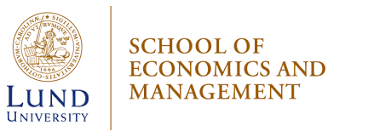 LUND
UNIVERSITY
SCHOOL OF
ECONOMICS AND
MANAGEMENT